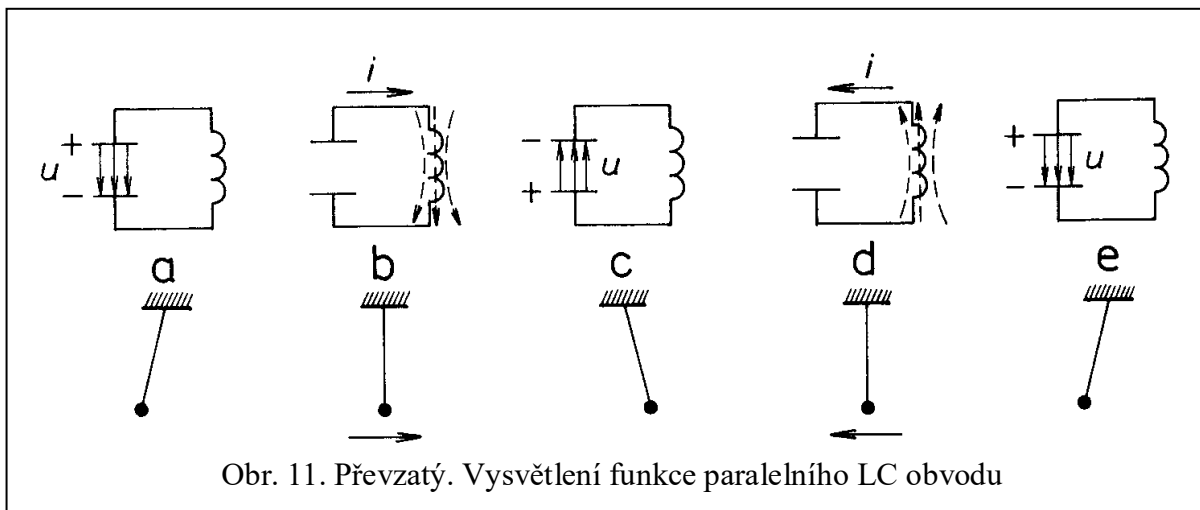 i i
+ u - - u + + u -
a b c d e
Obr. 11. Převzatý. Vysvětlení funkce paralelního LC obvodu